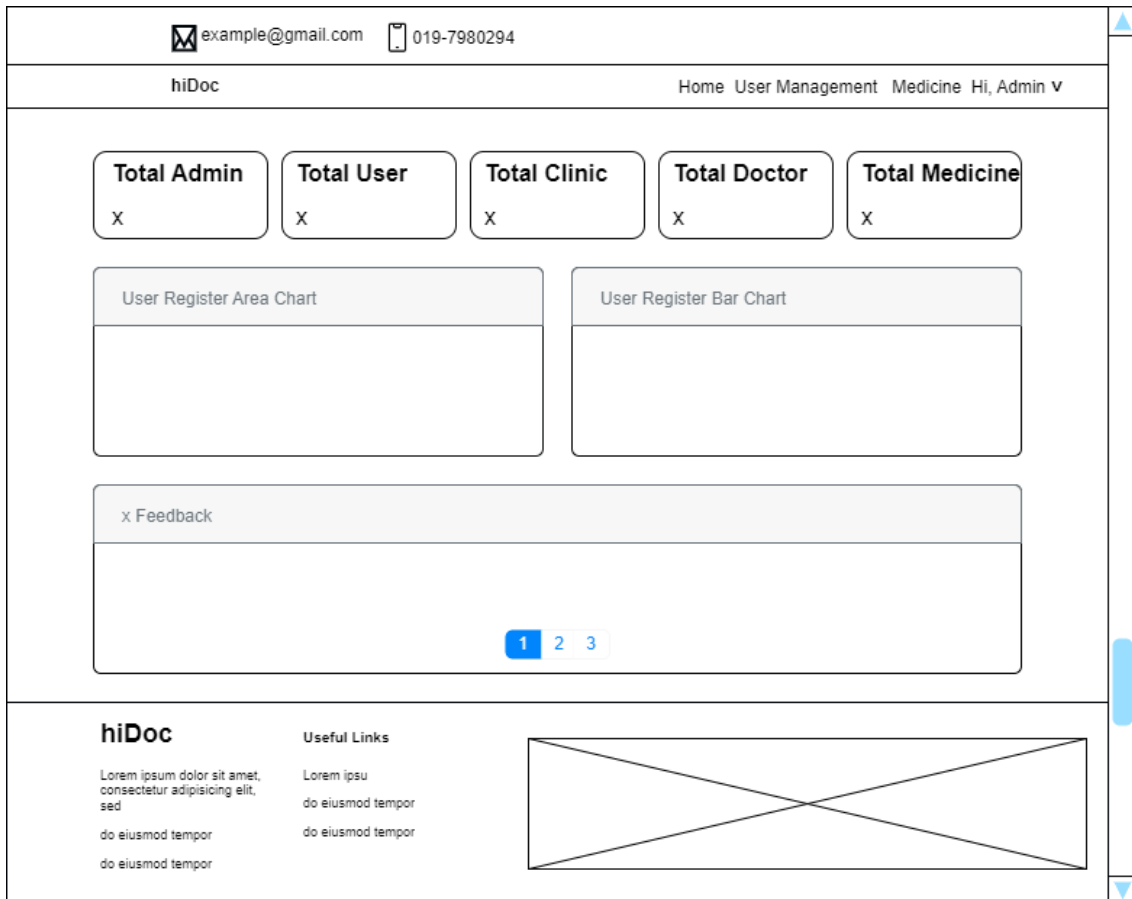 example@gmail.com 019-7980294
hiDoc Home User Management Medicine Hi, Admin v
Total Admin Total User Total Clinic Total Doctor Total Medicine
x x x x x
User Register Area Chart User Register Bar Chart
x Feedback
1 2 3
hiDoc
Lorem ipsum dolor sit amet,
consectetur adipisicing elit,
sed
do eiusmod tempor
do eiusmod tempor
Useful Links
Lorem ipsu
do eiusmod tempor
do eiusmod tempor